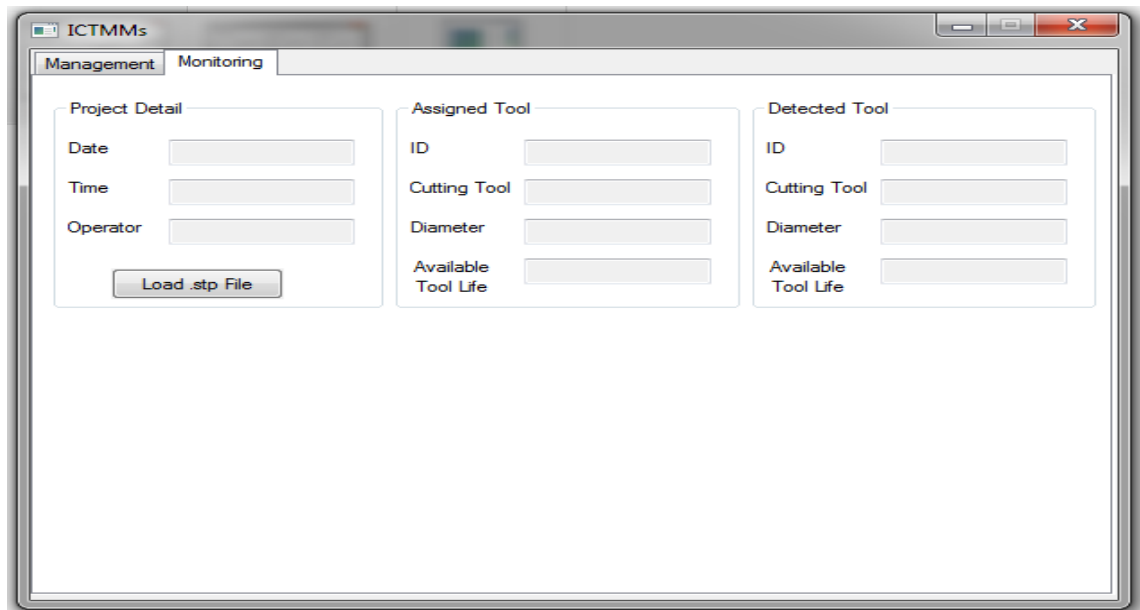 ICTMMs
Management
Monitoring
Project Detail
Date
Time
Operator
Load .stp File
Assigned Tool
ID
Cutting Tool
Diameter
Available
Tool Life
Detected Tool
ID
Cutting Tool
Diameter
Available
Tool Life